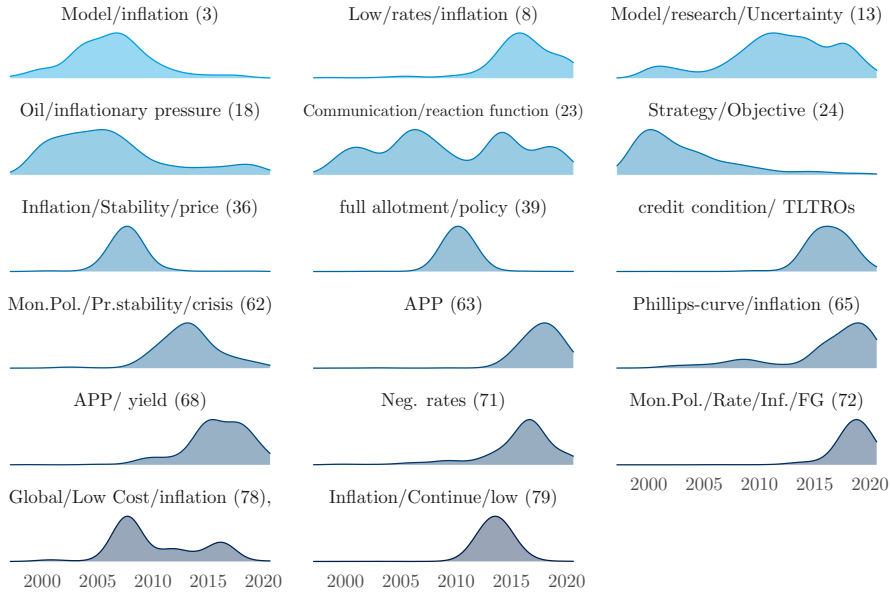 Model/inflation (3)
Low/rates/inflation (8)
Model/research/Uncertainty (13)
Oil/inflationary pressure (18)
Communication/reaction function (23)
Strategy/Objective (24)
Inflation/Stability/price (36)
full allotment/policy (39)
credit condition/ TLTROs
Mon.Pol./Pr.stability/crisis (62)
APP (63)
Phillips-curve/inflation (65)
APP/ yield (68)
Neg. rates (71)
Mon.Pol./Rate/Inf./FG (72)
2000 2005 2010 2015 2020
Global/Low Cost/inflation (78),
Inflation/Continue/low (79)
2000 2005 2010 2015 2020
2000 2005 2010 2015 2020